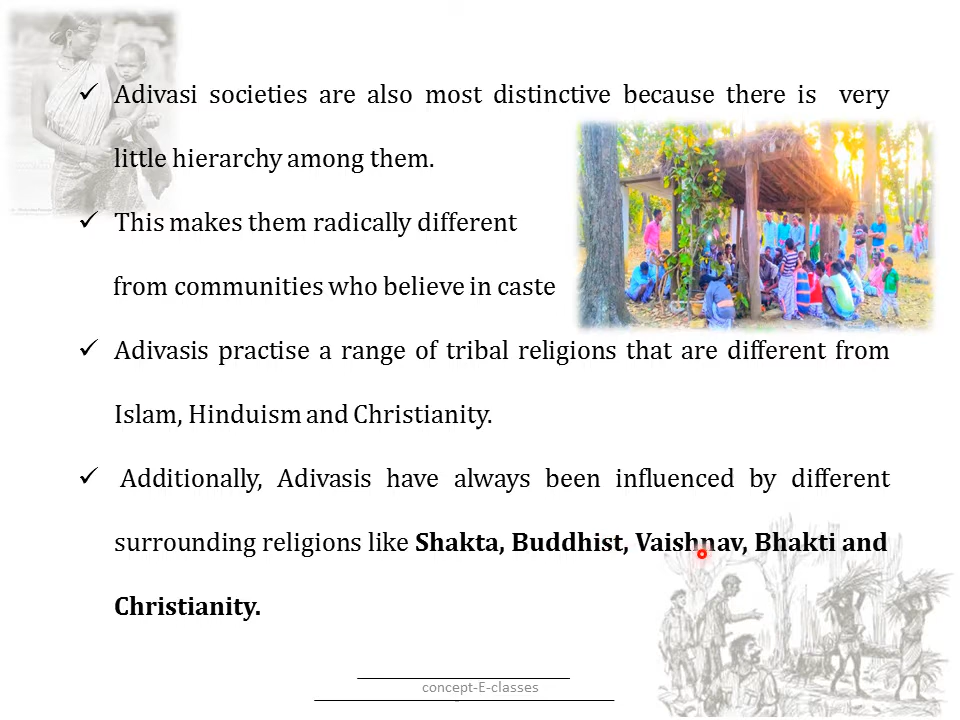 ✓ Adivasi societies are also most distinctive because there is very
little hierarchy among them.
✓ This makes them radically different
from communities who believe in caste
✓ Adivasis practise a range of tribal religions that are different from
Islam, Hinduism and Christianity.
✓ Additionally, Adivasis have always been influenced by different
surrounding religions like Shakta, Buddhist, Vaishnav, Bhakti and
Christianity.
concept-E-classes